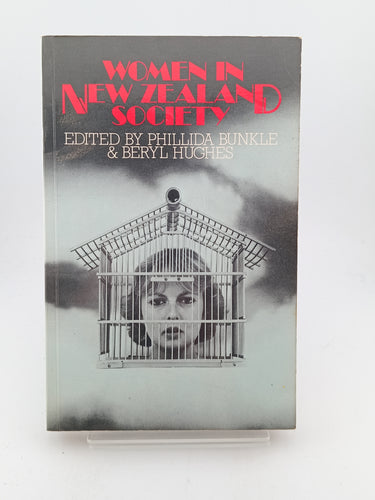 WOMEN IN
NEW ZEALAND
SOCIETY
EDITED BY PHILLIDA BUNKLE
& BERYL HUGHES